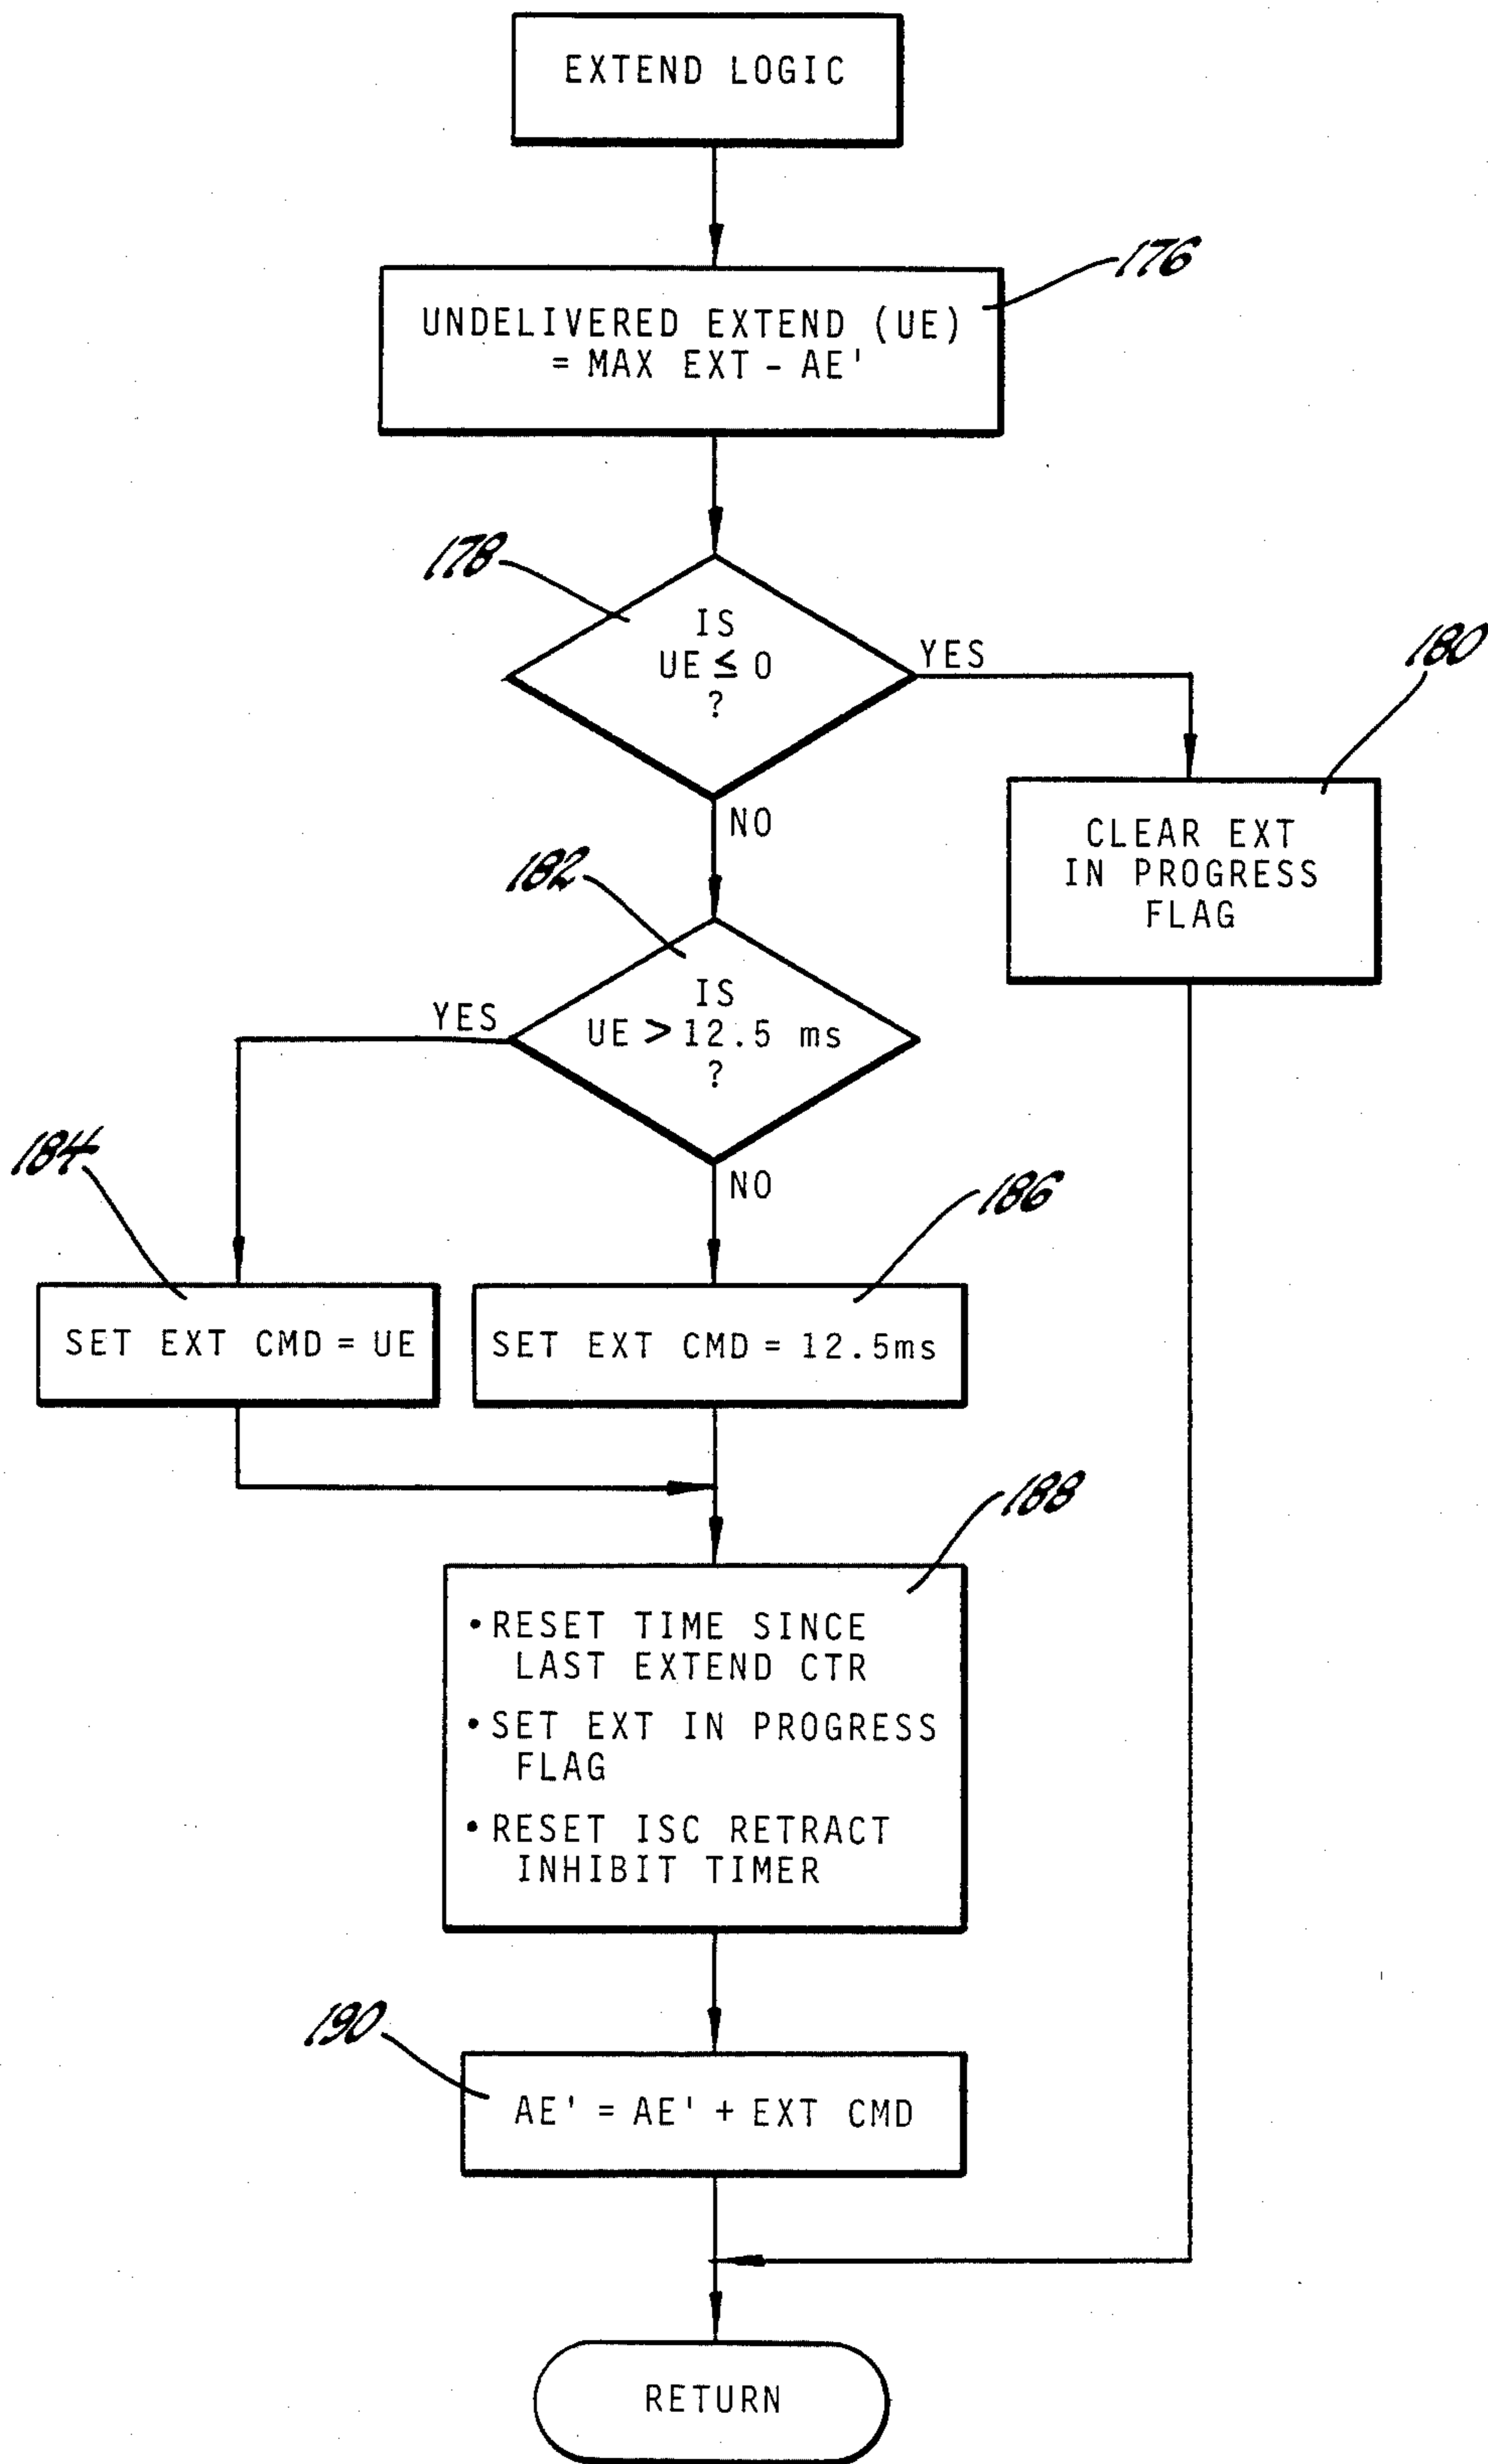 EXTEND LOGIC
176
UNDELIVERED EXTEND (UE)
= MAX EXT - AE'
178
IS
UE ≤ 0
?
YES
180
NO
CLEAR EXT
IN PROGRESS
FLAG
182
IS
UE > 12.5 ms
?
YES
184
NO
186
SET EXT CMD = UE
SET EXT CMD = 12.5ms
188
• RESET TIME SINCE
LAST EXTEND CTR
• SET EXT IN PROGRESS
FLAG
• RESET ISC RETRACT
INHIBIT TIMER
190
AE' = AE' + EXT CMD
RETURN